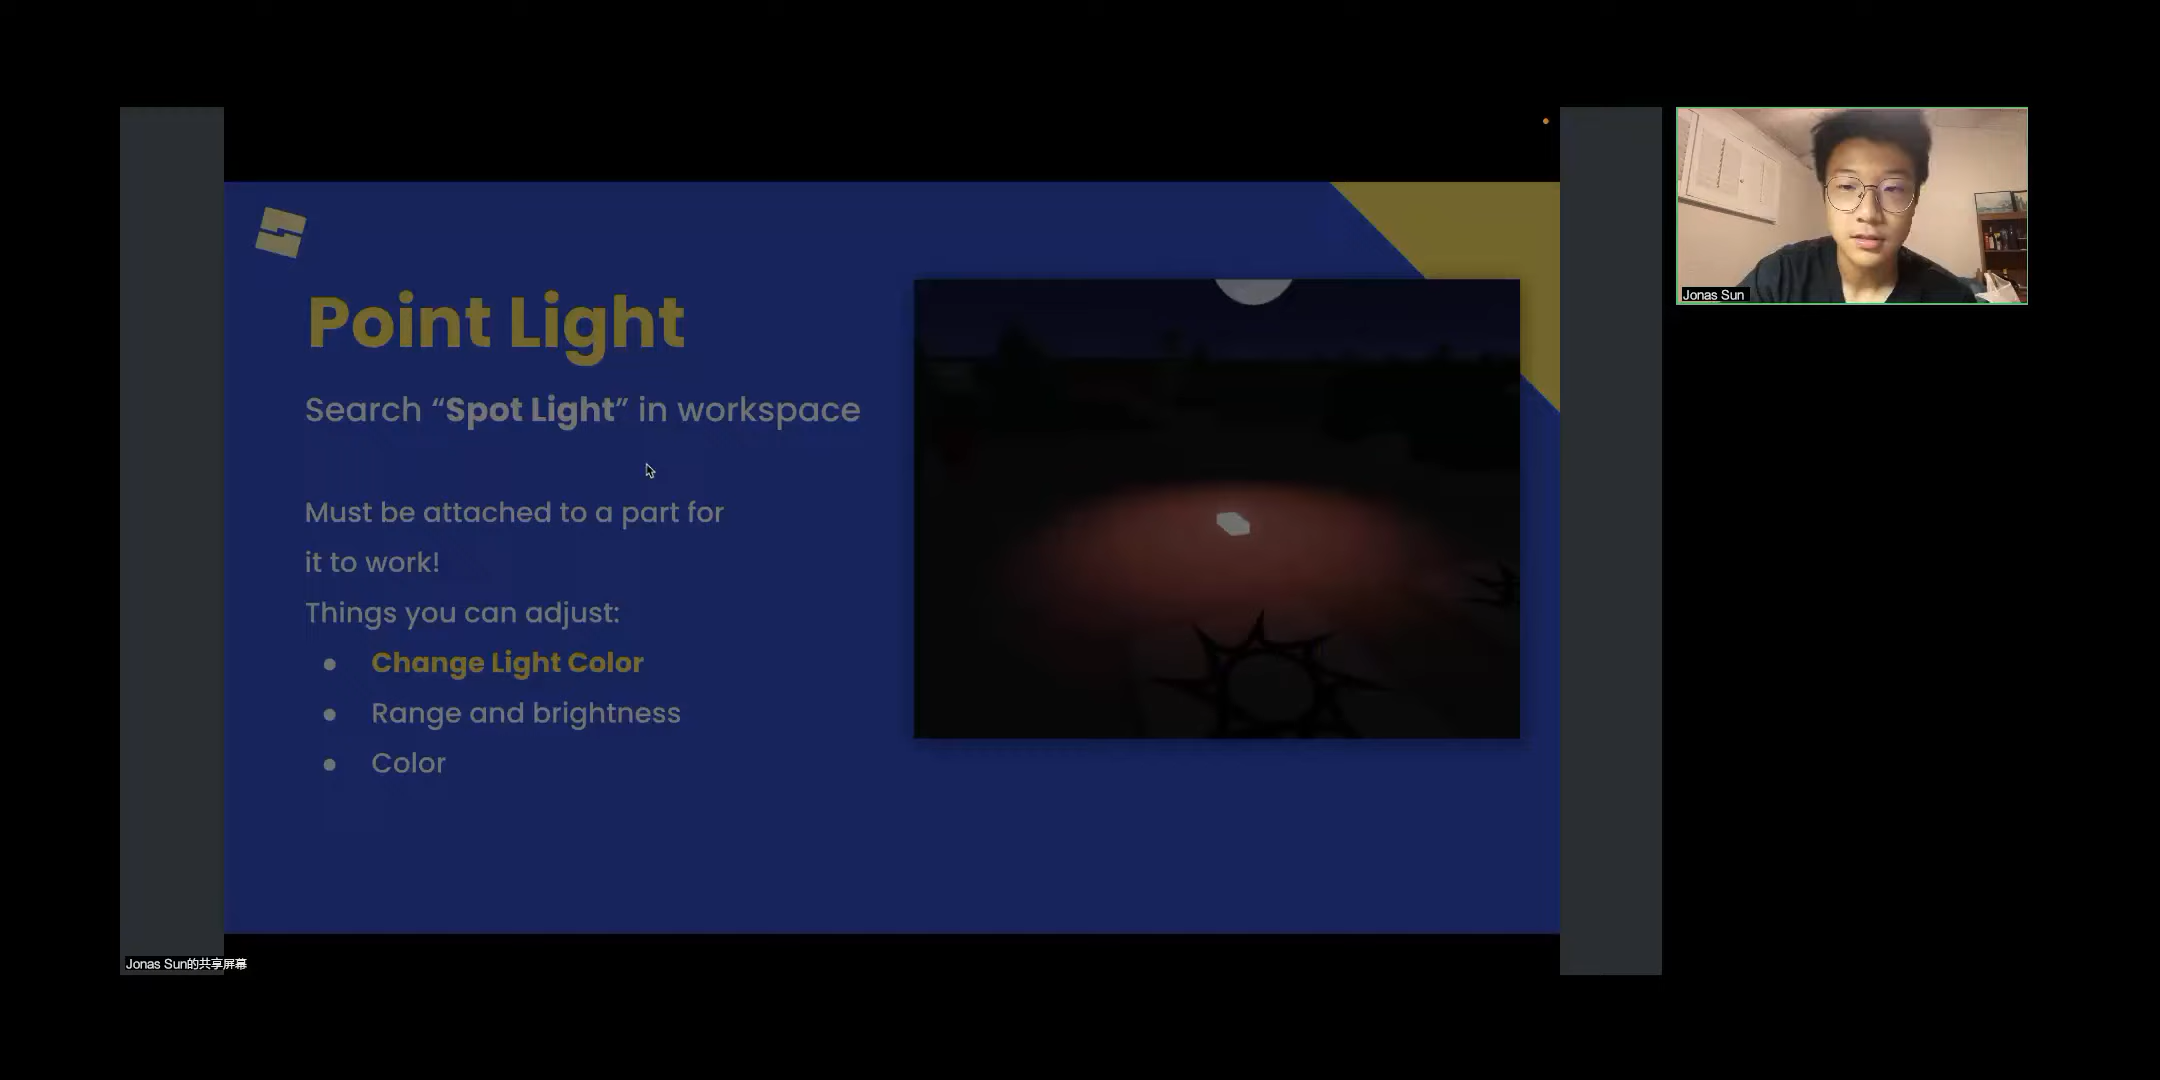 Point Light
Search “Spot Light” in workspace
Must be attached to a part for
it to work!
Things you can adjust:
● Change Light Color
● Range and brightness
● Color
Jonas Sun
Jonas Sun的共享屏幕